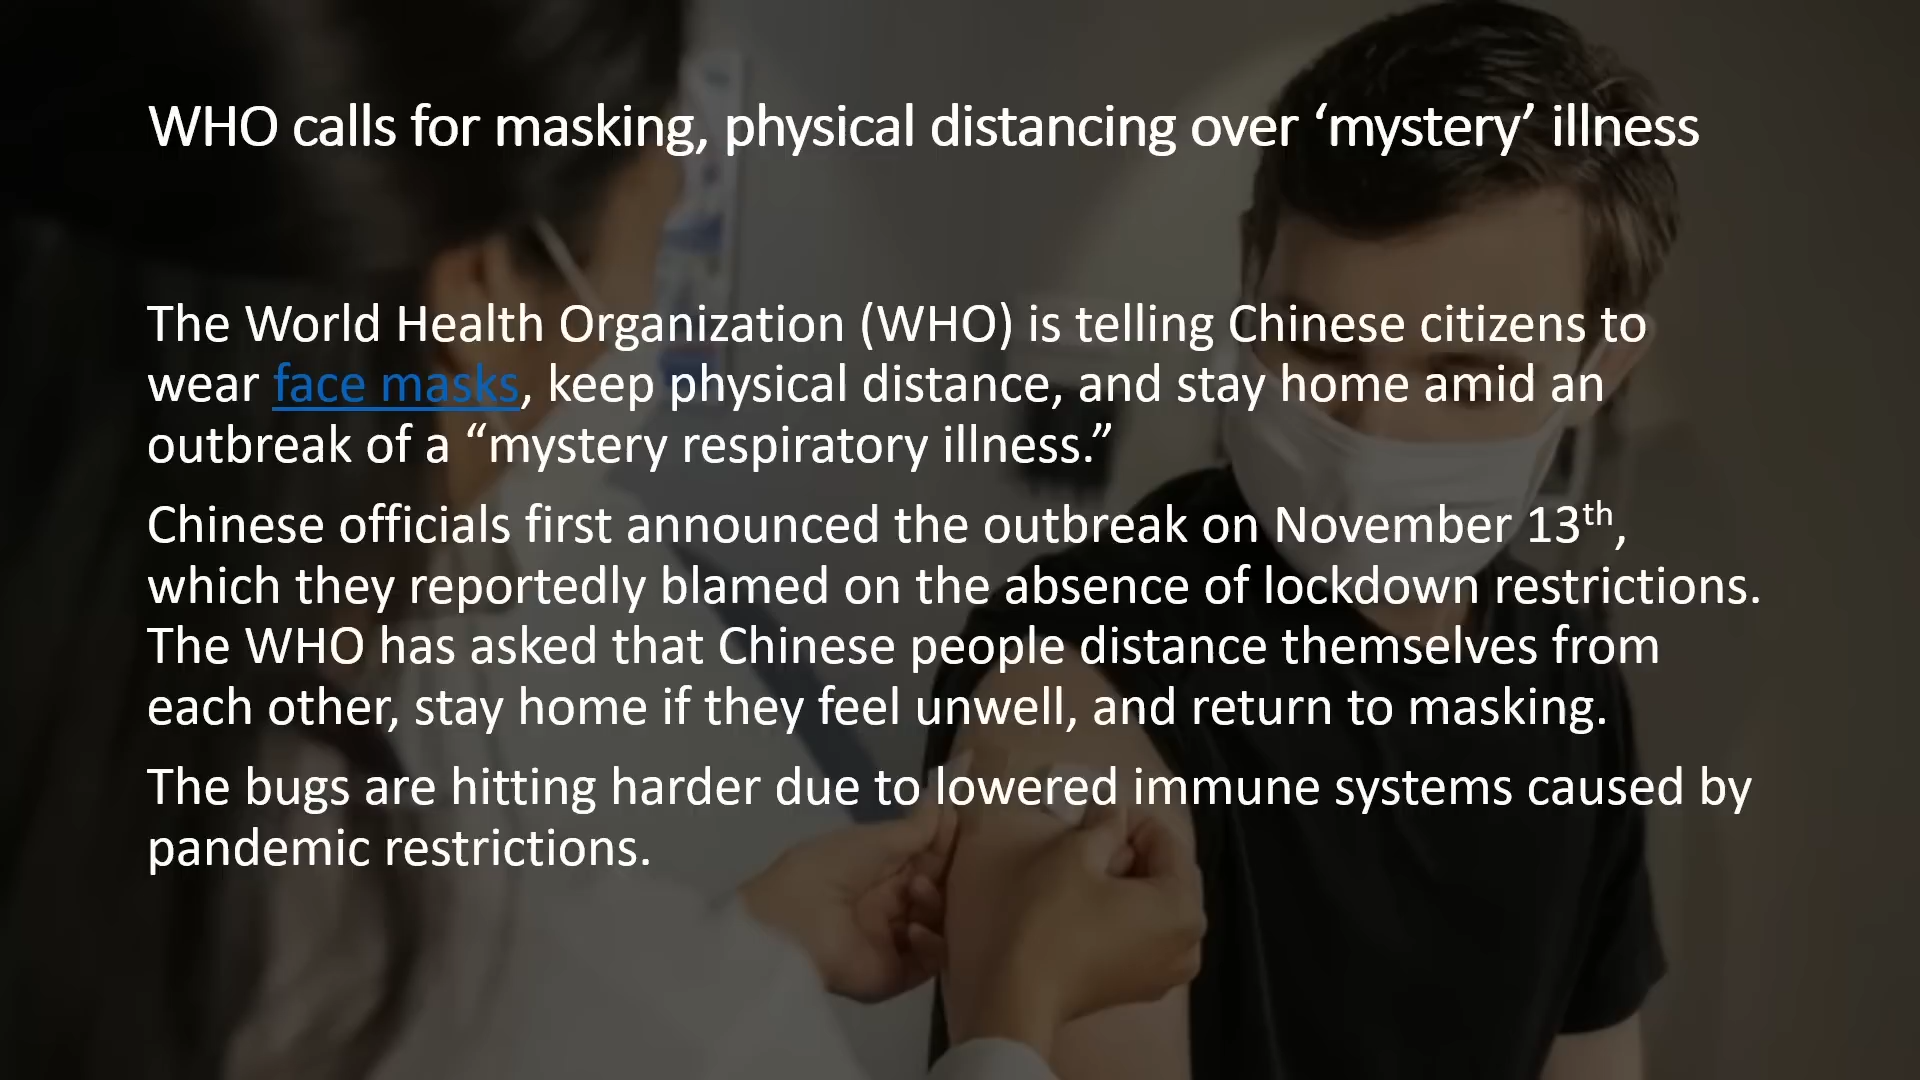 WHO calls for masking, physical distancing over ‘mystery’ illness
The World Health Organization (WHO) is telling Chinese citizens to
wear face masks, keep physical distance, and stay home amid an
outbreak of a “mystery respiratory illness.”
Chinese officials first announced the outbreak on November 13th,
which they reportedly blamed on the absence of lockdown restrictions.
The WHO has asked that Chinese people distance themselves from
each other, stay home if they feel unwell, and return to masking.
The bugs are hitting harder due to lowered immune systems caused by
pandemic restrictions.